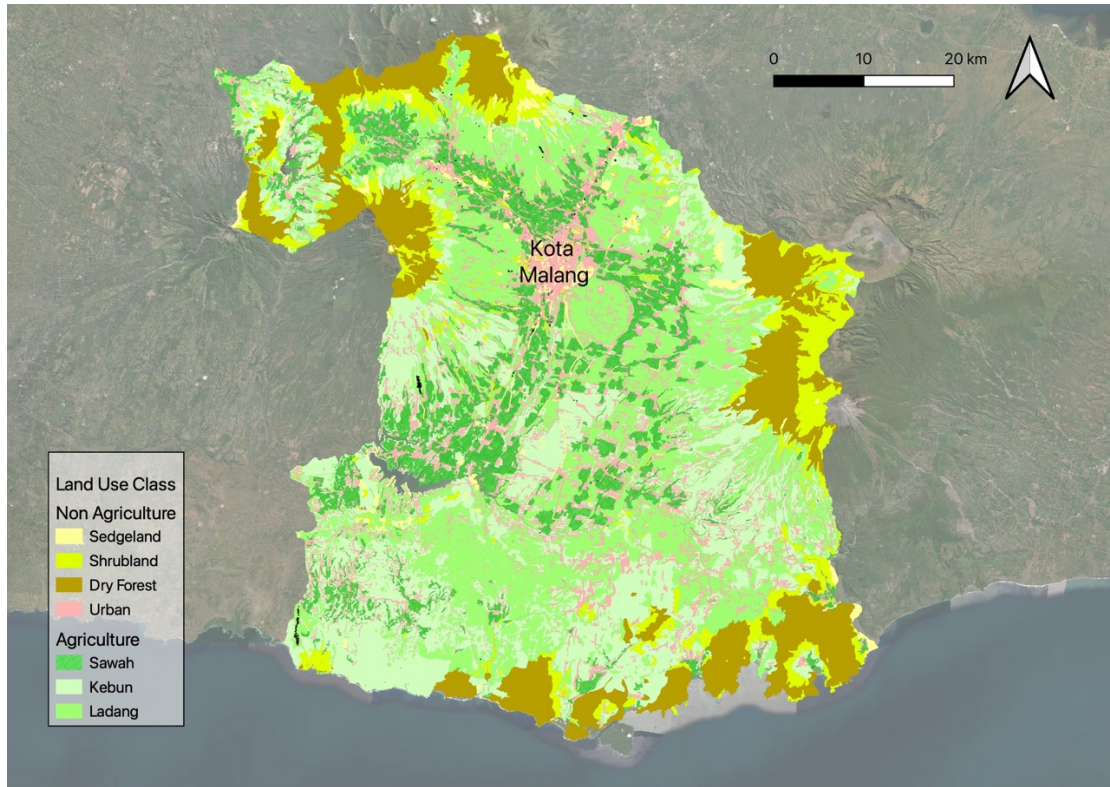 0 10 20 km
Kota
Malang
Land Use Class
Non Agriculture
Sedgeland
Shrubland
Dry Forest
Urban
Agriculture
Sawah
Kebun
Ladang